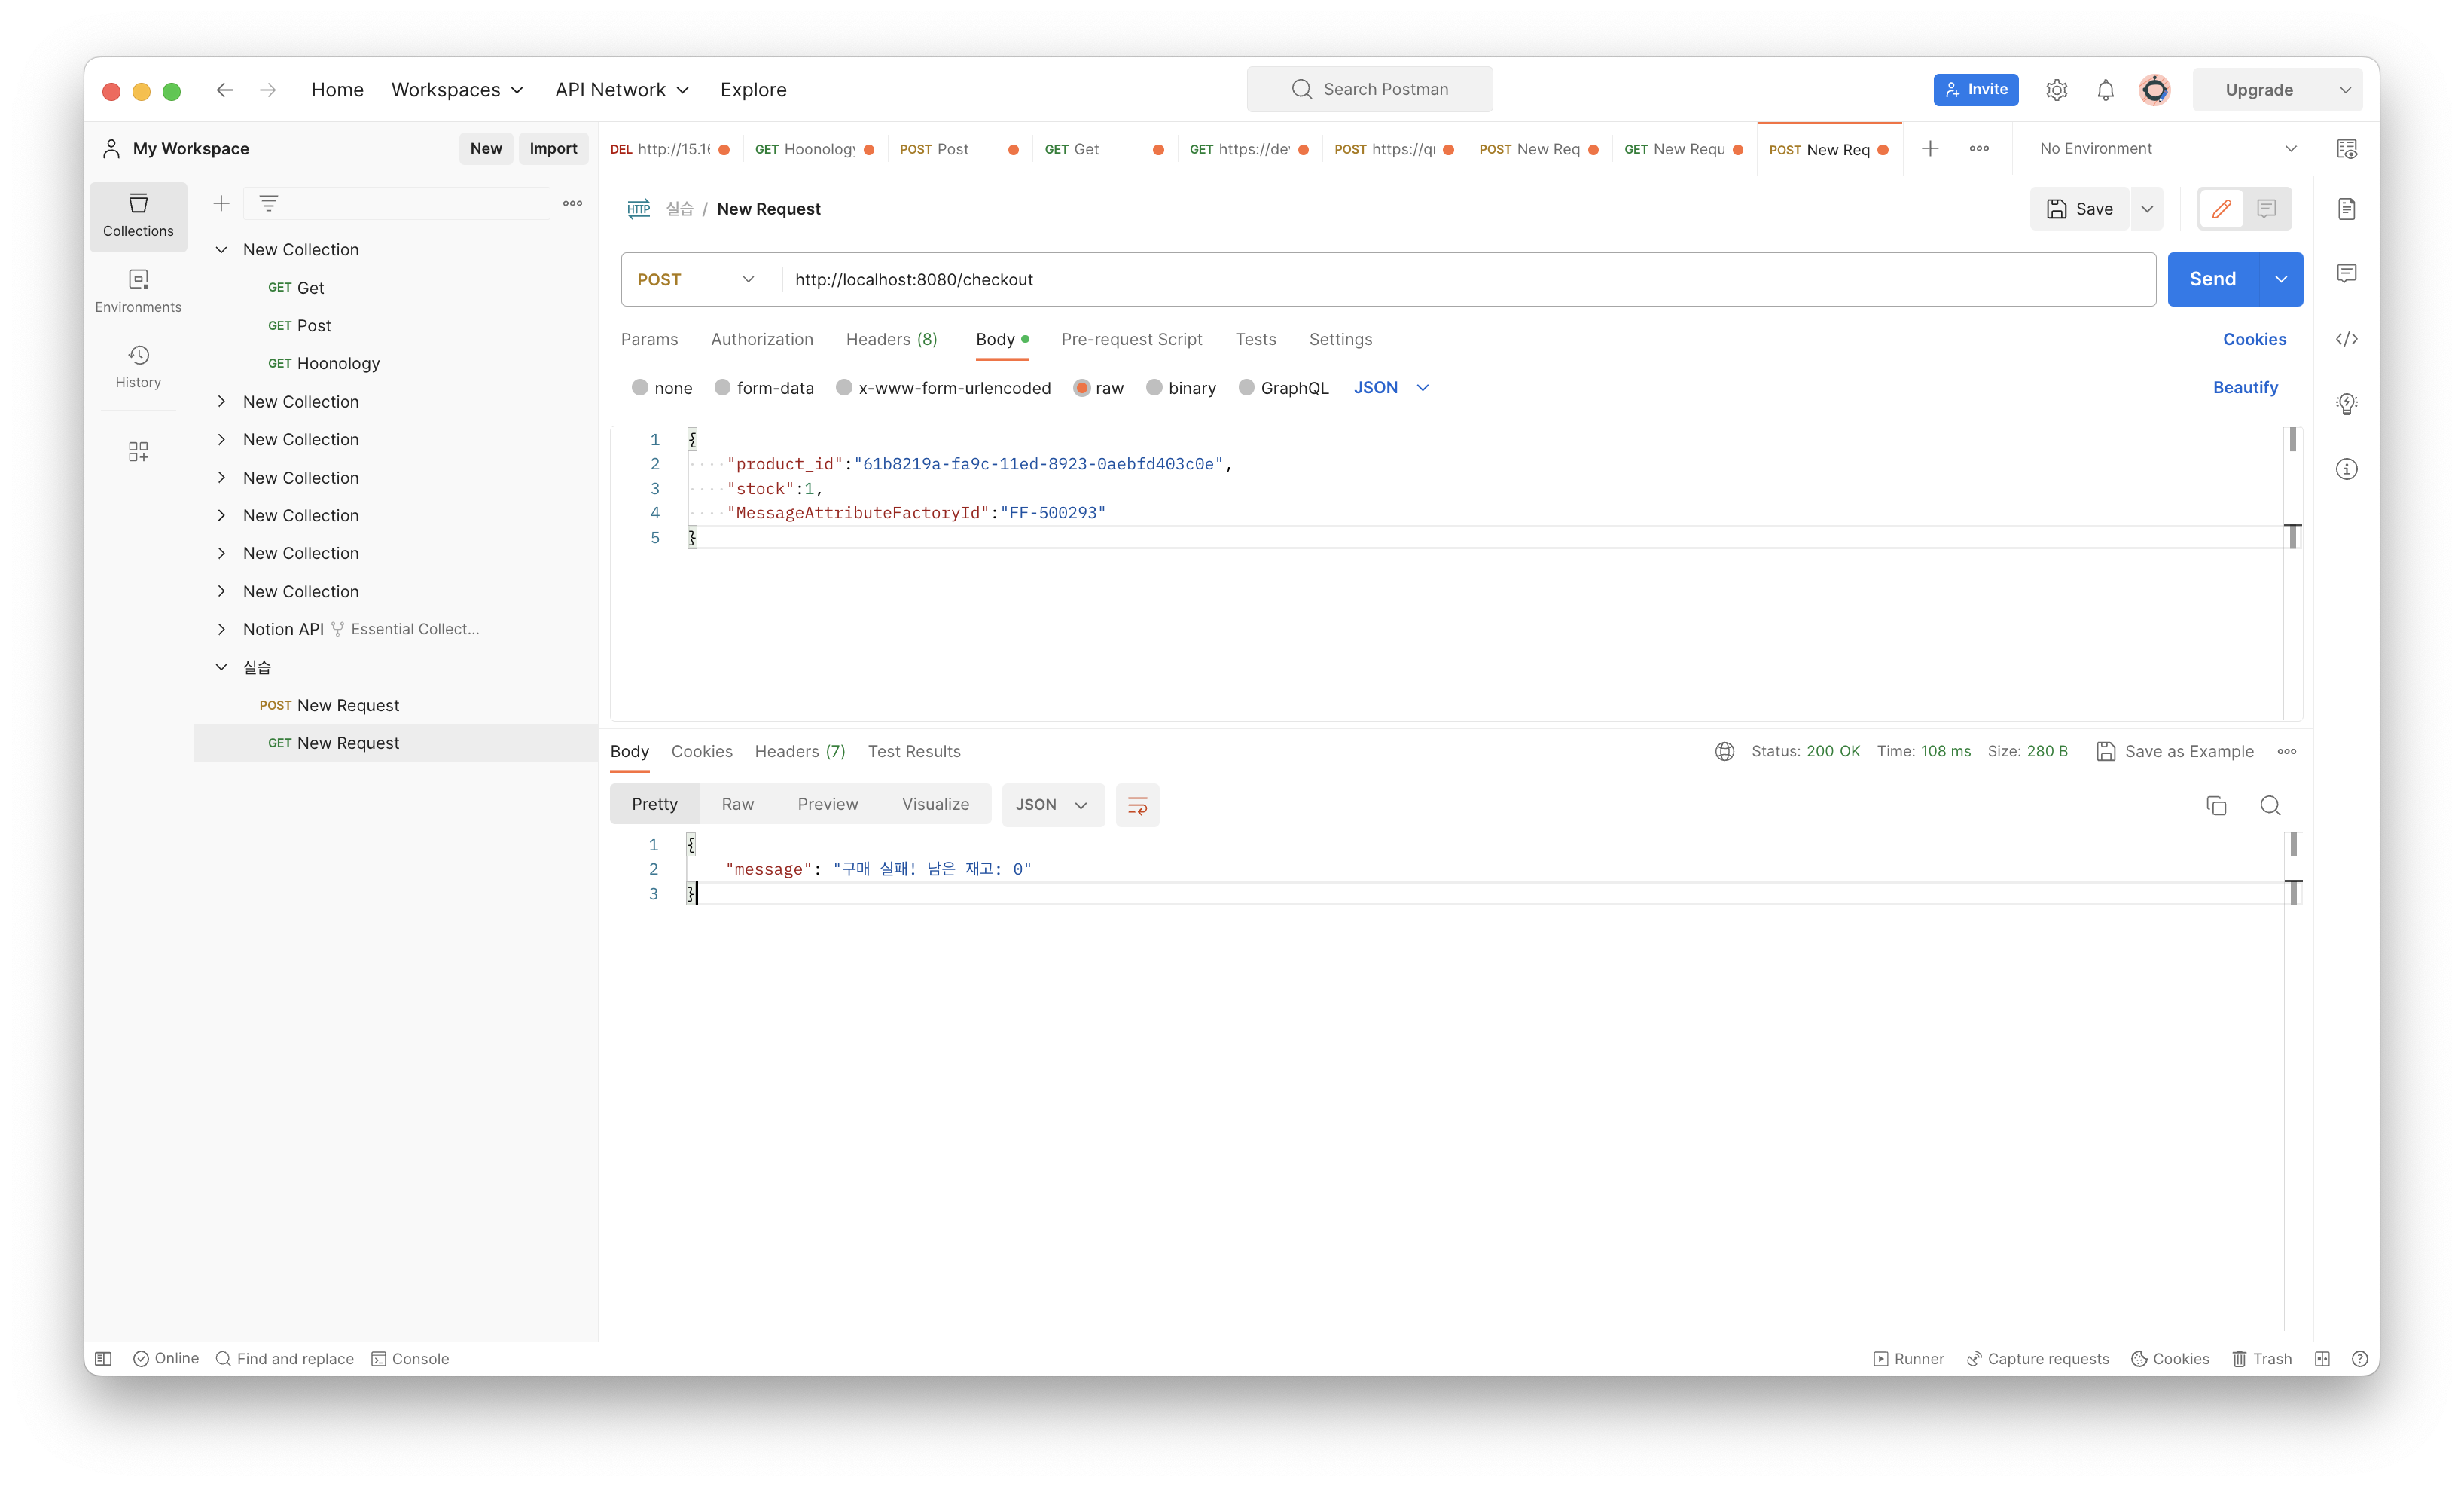 Home Workspaces API Network Explore Search Postman Invite Upgrade
My Workspace New Import
DEL http://15.1 GET Hoonology POST Post GET Get GET https://de POST https://q POST New Req GET New Requ POST New Req No Environment
Collections
Environments
History
New Collection
GET Get
GET Post
GET Hoonology
New Collection
New Collection
New Collection
New Collection
New Collection
New Collection
Notion API Essential Collect...
실습
POST New Request
GET New Request
HTTP 실습 / New Request Save
POST http://localhost:8080/checkout Send
Params Authorization Headers (8) Body Pre-request Script Tests Settings Cookies
none form-data x-www-form-urlencoded raw binary GraphQL JSON Beautify
1 {
2 "product_id":"61b8219a-fa9c-11ed-8923-0aebfd403c0e",
3 "stock":1,
4 "MessageAttributeFactoryId":"FF-500293"
5 }
Body Cookies Headers (7) Test Results Status: 200 OK Time: 108 ms Size: 280 B Save as Example
Pretty Raw Preview Visualize JSON
1 {
2 "message": "구매 실패! 남은 재고: 0"
3 }
Online Find and replace Console Runner Capture requests Cookies Trash